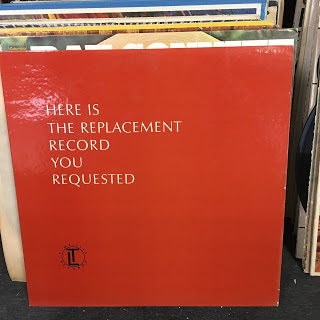 HERE IS
THE REPLACEMENT
RECORD
YOU
REQUESTED